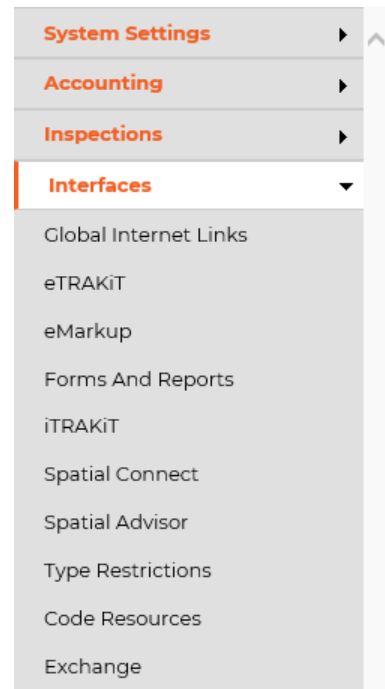 System Settings
Accounting
Inspections
Interfaces
Global Internet Links
eTRAKiT
eMarkup
Forms And Reports
iTRAKiT
Spatial Connect
Spatial Advisor
Type Restrictions
Code Resources
Exchange